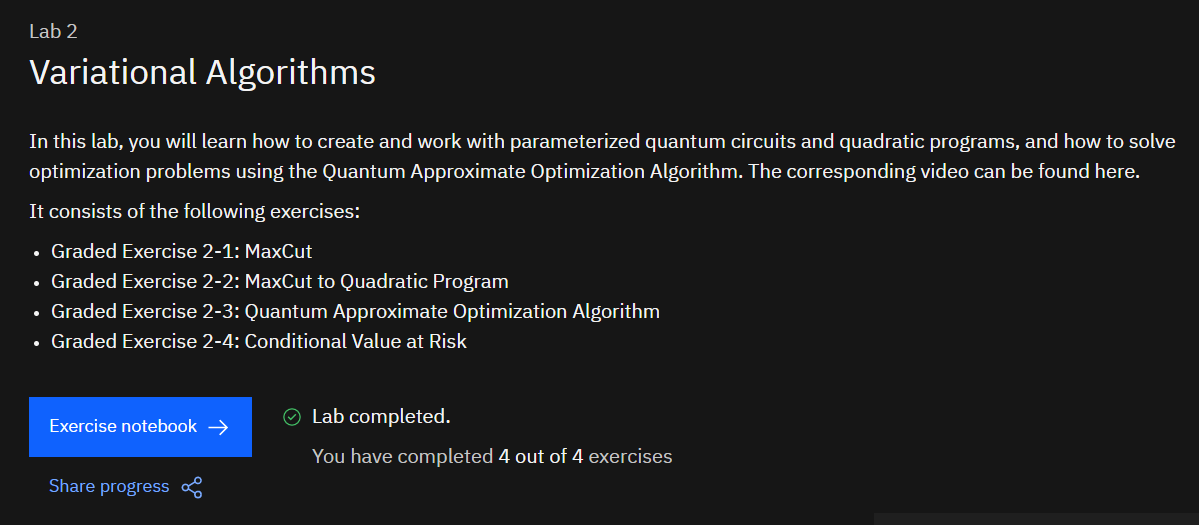 Lab 2
Variational Algorithms
In this lab, you will learn how to create and work with parameterized quantum circuits and quadratic programs, and how to solve
optimization problems using the Quantum Approximate Optimization Algorithm. The corresponding video can be found here.
It consists of the following exercises:
• Graded Exercise 2-1: MaxCut
• Graded Exercise 2-2: MaxCut to Quadratic Program
• Graded Exercise 2-3: Quantum Approximate Optimization Algorithm
• Graded Exercise 2-4: Conditional Value at Risk
Exercise notebook →
Lab completed.
You have completed 4 out of 4 exercises
Share progress